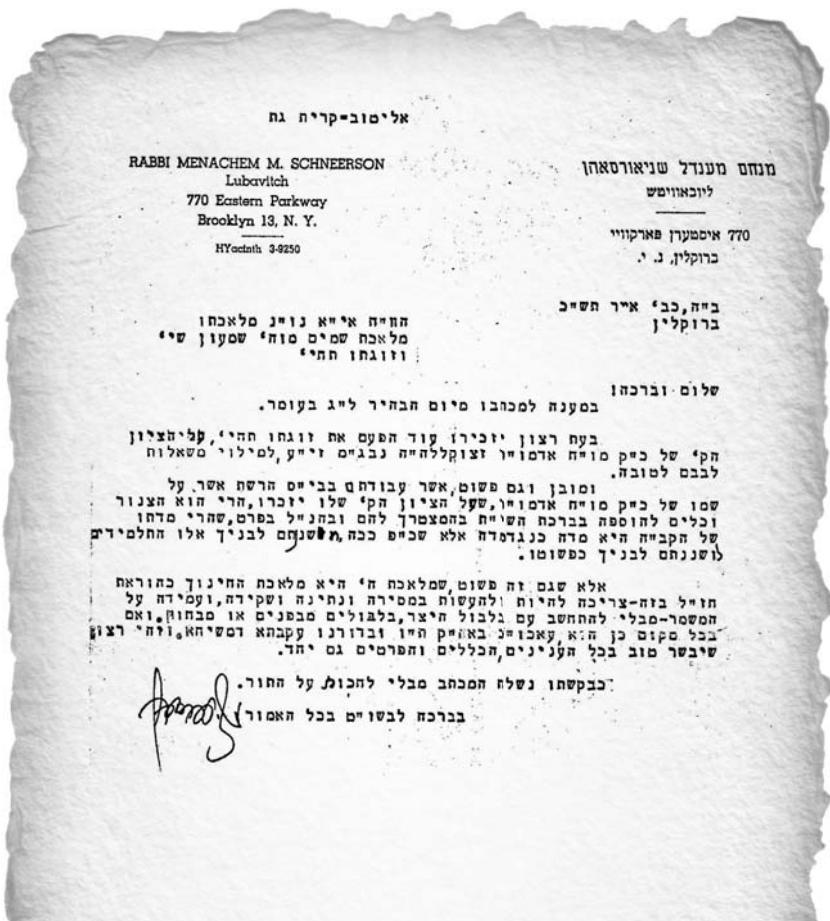 אליטוב-קרית גת
מנחם מענדל שניאורסאהן
ליובאוויטש
770 איסטערן פארקוויי
ברוקלין, נ. י.
RABBI MENACHEM M. SCHNEERSON
Lubavitch
770 Eastern Parkway
Brooklyn 13, N. Y.
HYacinth 3-9250
ב"ה, כב' אייר תש"כ
ברוקלין
הוו"ח אי"א נו"נ מלאכתו
מלאכת שמים מוה' שמעון שי'
וזוגתו תחי'
שלום וברכה!
במענה למכתבו מיום הבהיר ל"ג בעומר.
בעת רצון יזכירו עוד הפעם את זוגתו תחי', על הציון
הק' של כ"ק מו"ח אדמו"ר זצוקללה"ה נבג"מ זי"ע, למילוי משאלות
לבבם לטובה.
ומובן וגם פשוט, אשר עבודתם בבי"ס הרשת אשר על
שמו של כ"ק מו"ח אדמו"ר, שעל הציון הק' שלו יזכרו, הרי הוא הצנור
וכלים להוספה בברכת השי"ת בהמצטרך להם ובהנ"ל בפרט, שהרי מדתו
של הקב"ה היא מדה כנגד מדה אלא שכ"פ ככה, ושננתם לבניך אלו התלמידים
ושננתם לבניך כפשוטו.
אלא שגם זה פשוט, שמלאכת ה' היא מלאכת החינוך כהוראת
חז"ל בזה-צריכה להיות ולהעשות במסירה ונתינה ושקידה, ועמידה על
המשמר-מבלי להתחשב עם בלבול היצר, בלבולים מבפנים או מבחוץ. ואם
בכל מקום כן הוא, עאכו"כ באה"ק ת"ו ובדורנו עקבתא דמשיחא. ויהי רצון
שיבשר טוב בכל הענינים, הכללים והפרטים גם יחד.
כבקשתו נשלח המכתב מבלי לחכות על התור.
בברכה לבשו"ט בכל האמור